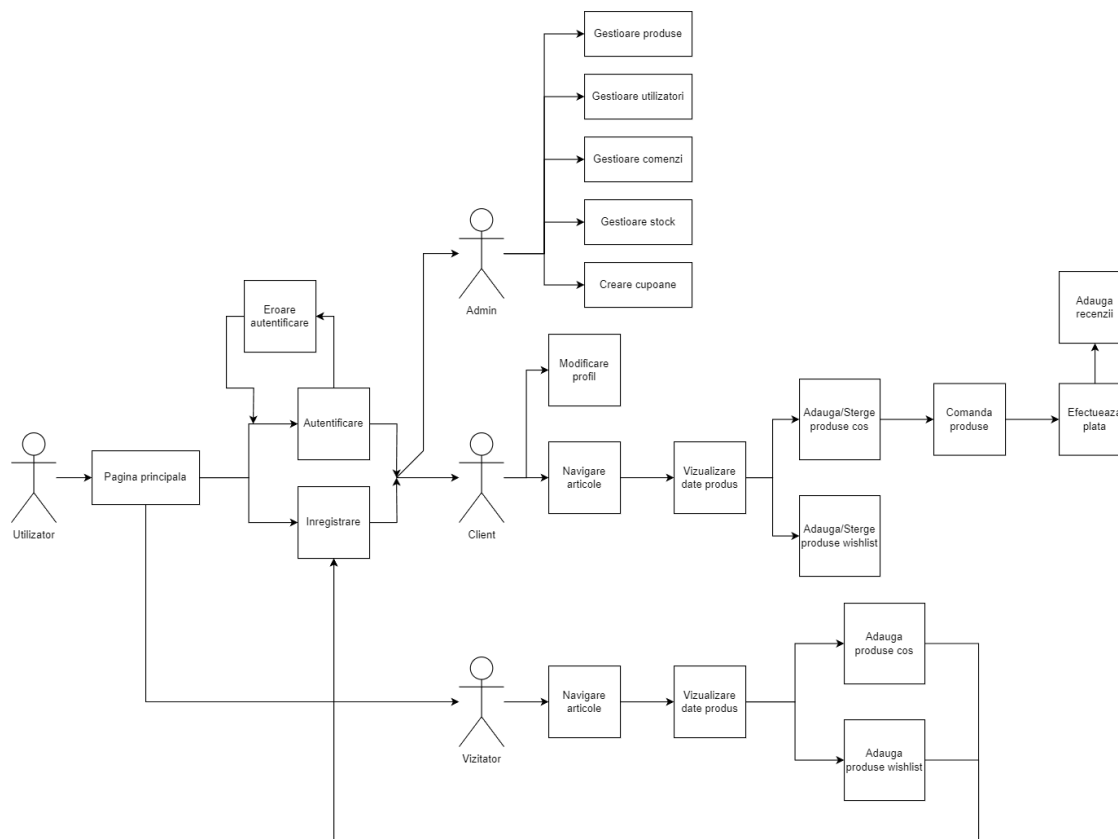 Gestioare produse
Gestioare utilizatori
Gestioare comenzi
Gestioare stock
Creare cupoane
Admin
Eroare
autentificare
Adauga
recenzii
Modificare
profil
Autentificare
Adauga/Sterge
produse cos
Comanda
produse
Efectueaza
plata
Utilizator
Pagina principala
Inregistrare
Client
Navigare
articole
Vizualizare
date produs
Adauga/Sterge
produse wishlist
Adauga
produse cos
Vizitator
Navigare
articole
Vizualizare
date produs
Adauga
produse wishlist